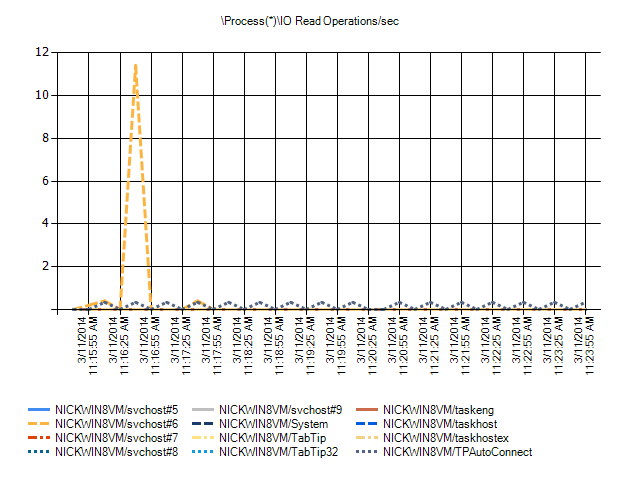 \Process(*)\IO Read Operations/sec
12
10
8
6
4
2
3/11/2014 11:15:55 AM
3/11/2014 11:16:25 AM
3/11/2014 11:16:55 AM
3/11/2014 11:17:25 AM
3/11/2014 11:17:55 AM
3/11/2014 11:18:25 AM
3/11/2014 11:18:55 AM
3/11/2014 11:19:25 AM
3/11/2014 11:19:55 AM
3/11/2014 11:20:25 AM
3/11/2014 11:20:55 AM
3/11/2014 11:21:25 AM
3/11/2014 11:21:55 AM
3/11/2014 11:22:25 AM
3/11/2014 11:22:55 AM
3/11/2014 11:23:25 AM
3/11/2014 11:23:55 AM
NICKWIN8VM/svchost#5 NICKWIN8VM/svchost#9 NICKWIN8VM/taskeng
NICKWIN8VM/svchost#6 NICKWIN8VM/System NICKWIN8VM/taskhost
NICKWIN8VM/svchost#7 NICKWIN8VM/TabTip NICKWIN8VM/taskhostex
NICKWIN8VM/svchost#8 NICKWIN8VM/TabTip32 NICKWIN8VM/TPAutoConnect